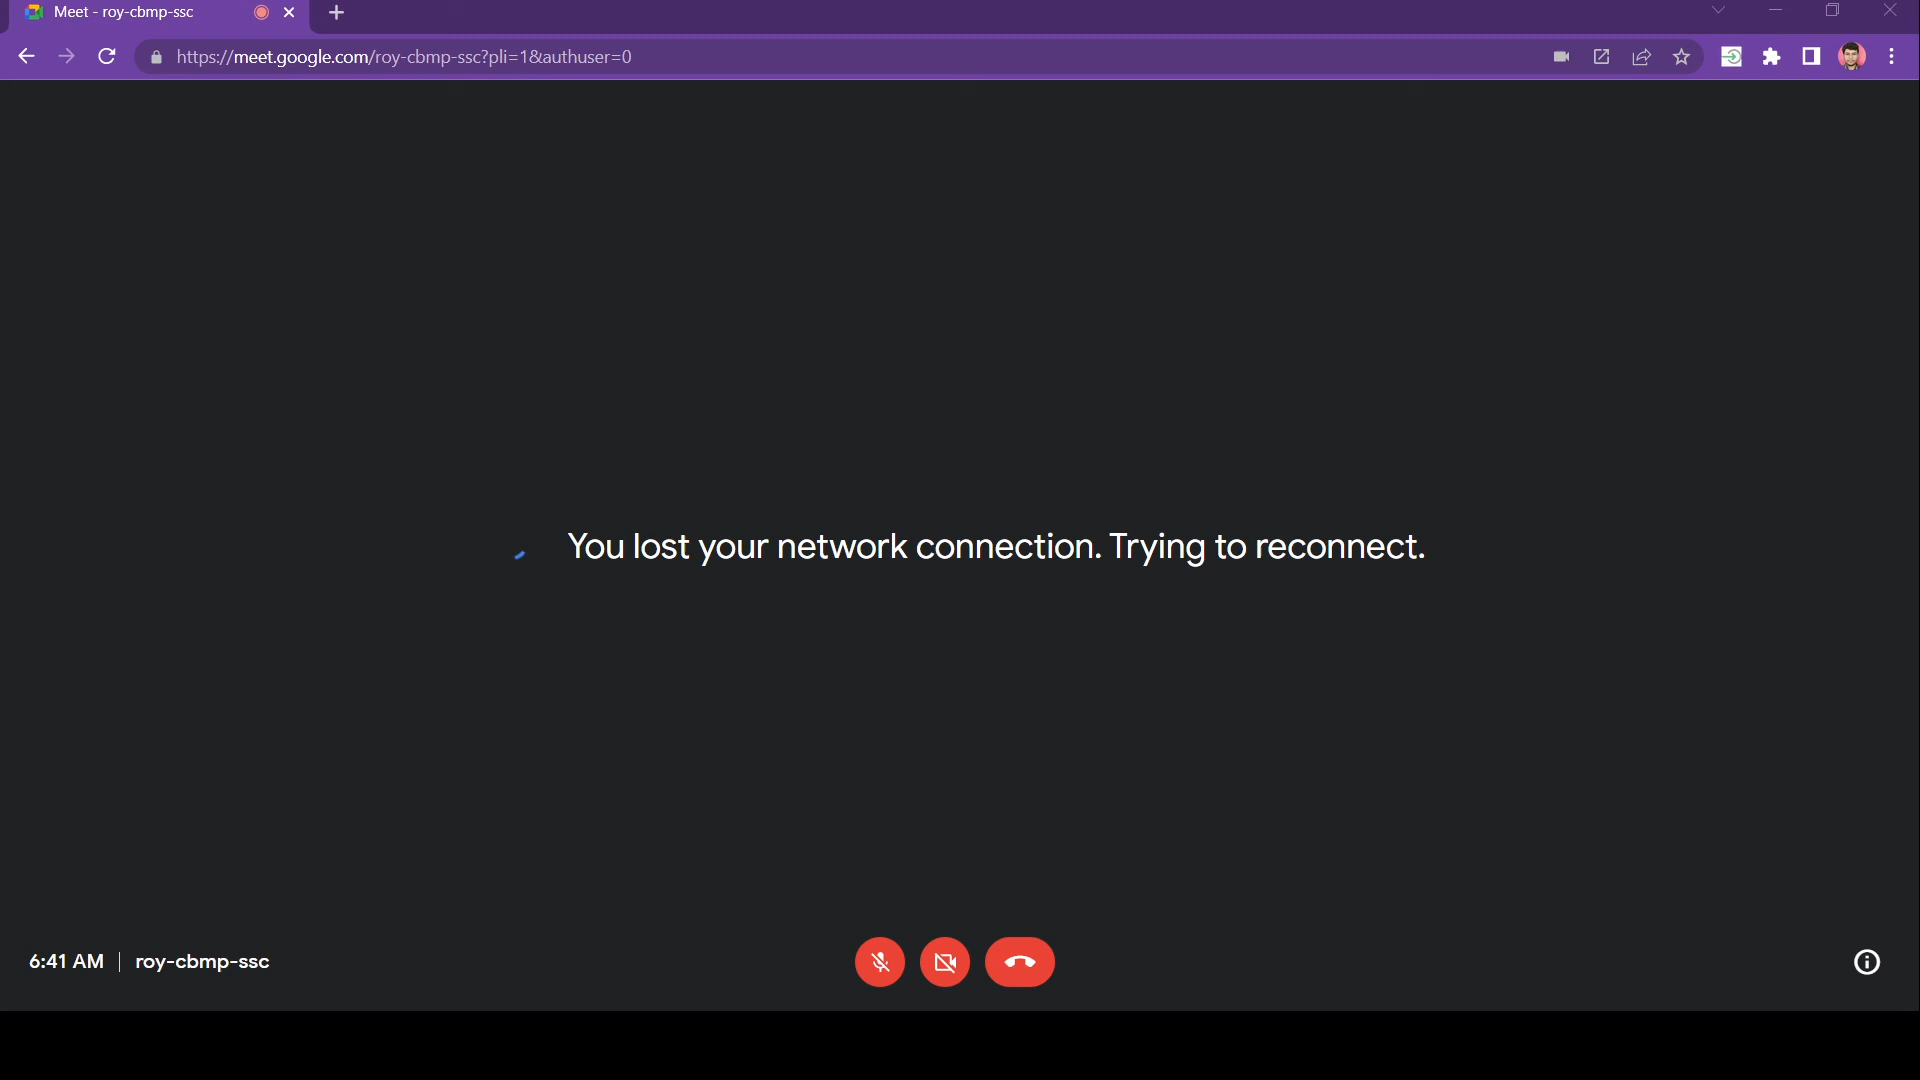 Meet - roy-cbmp-ssc
https://meet.google.com/roy-cbmp-ssc?pli=1&authuser=0
You lost your network connection. Trying to reconnect.
6:41 AM | roy-cbmp-ssc